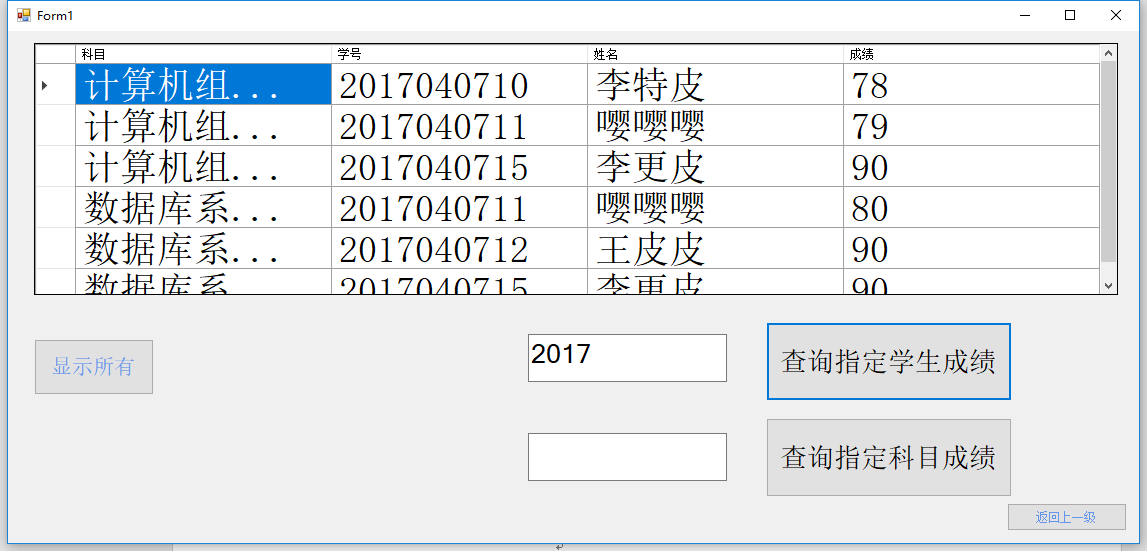 Form1
科目 学号 姓名 成绩
计算机组... 2017040710 李特皮 78
计算机组... 2017040711 嘤嘤嘤 79
计算机组... 2017040715 李更皮 90
数据库系... 2017040711 嘤嘤嘤 80
数据库系... 2017040712 王皮皮 90
数据库系... 2017040715 李更皮 90
显示所有 2017 查询指定学生成绩
查询指定科目成绩
返回上一级